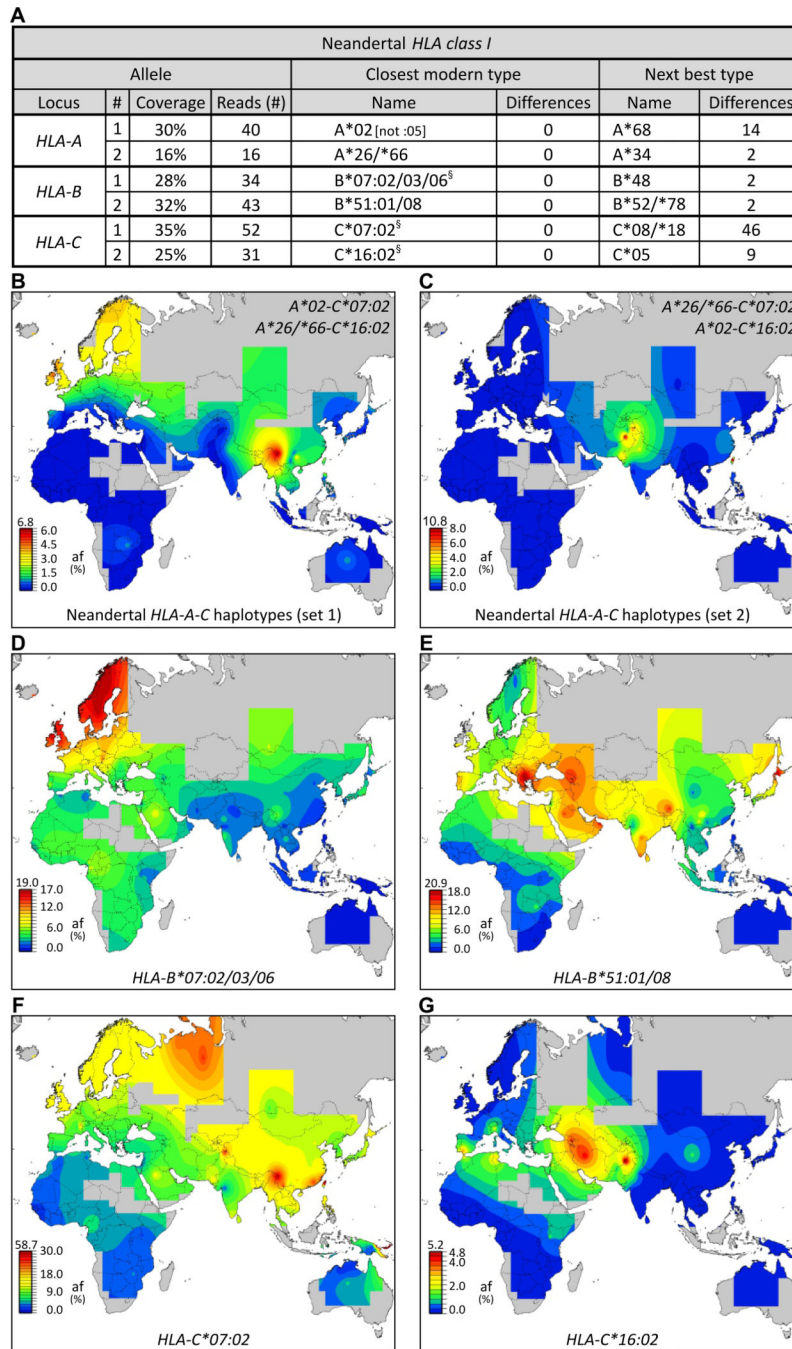 A
Neandertal HLA class I
Allele Closest modern type Next best type
Locus # Coverage Reads (#) Name Differences Name Differences
HLA-A 1 30% 40 A*02 [not :05] 0 A*68 14
2 16% 16 A*26/*66 0 A*34 2
HLA-B 1 28% 34 B*07:02/03/06§ 0 B*48 2
2 32% 43 B*51:01/08 0 B*52/*78 2
HLA-C 1 35% 52 C*07:02§ 0 C*08/*18 46
2 25% 31 C*16:02§ 0 C*05 9
B
A*02-C*07:02
A*26/*66-C*16:02
6.8
6.0
4.5
3.0
1.5
0.0
af
(%)
Neandertal HLA-A-C haplotypes (set 1)
C
A*26/*66-C*07:02
A*02-C*16:02
10.8
8.0
6.0
4.0
2.0
0.0
af
(%)
Neandertal HLA-A-C haplotypes (set 2)
D
19.0
17.0
12.0
6.0
0.0
af
(%)
HLA-B*07:02/03/06
E
20.9
18.0
12.0
6.0
0.0
af
(%)
HLA-B*51:01/08
F
58.7
30.0
18.0
9.0
0.0
af
(%)
HLA-C*07:02
G
5.2
4.8
4.0
2.0
0.0
af
(%)
HLA-C*16:02